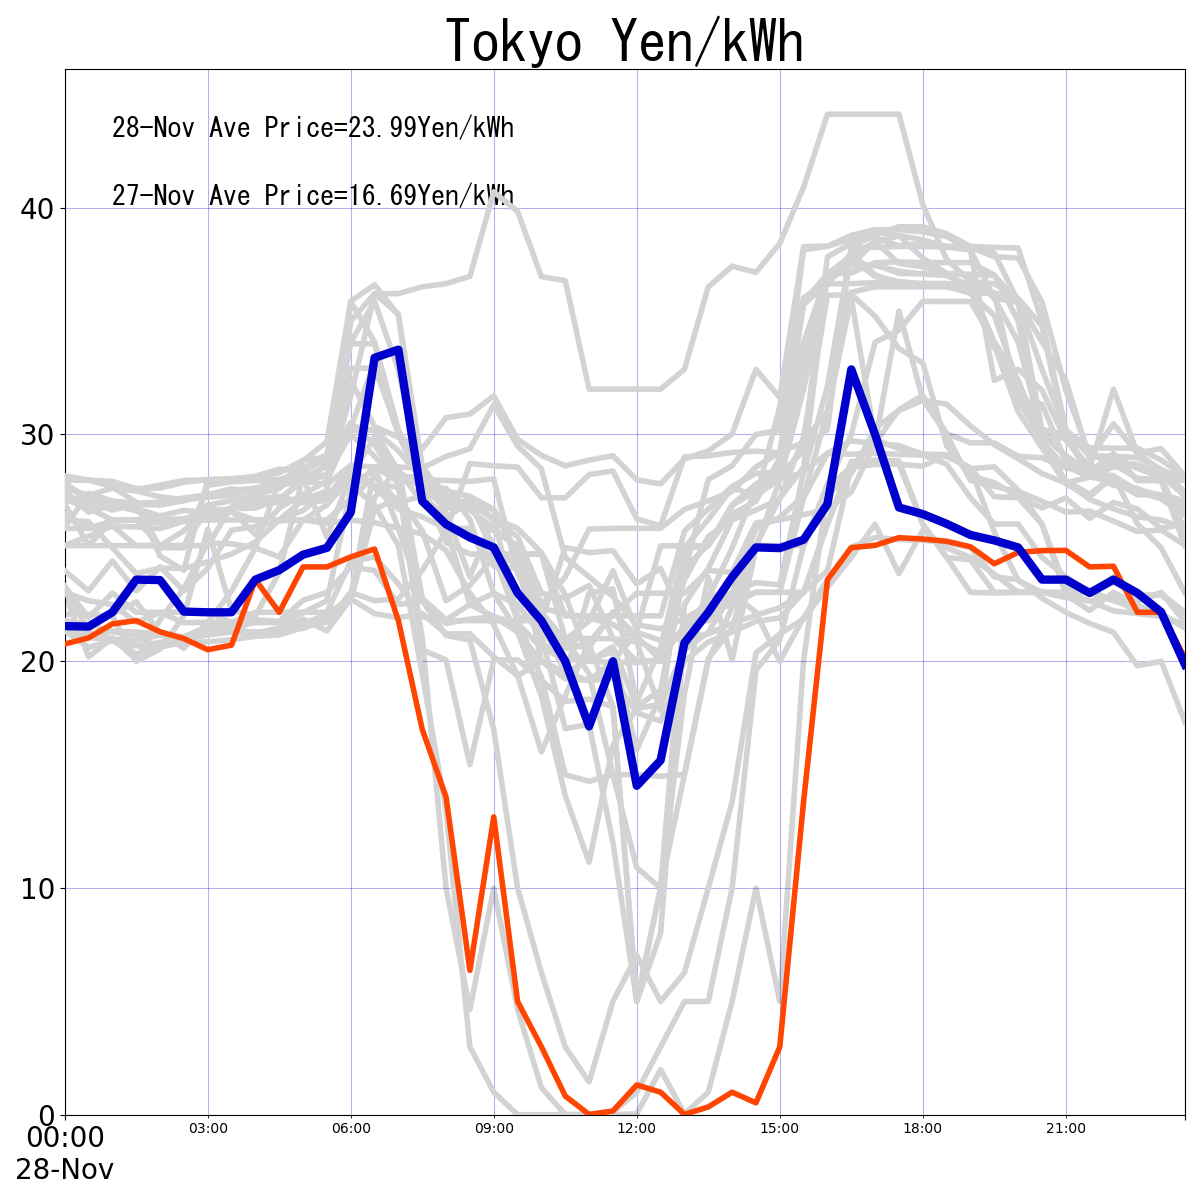 Tokyo Yen/kWh
28-Nov Ave Price=23.99Yen/kWh
27-Nov Ave Price=16.69Yen/kWh
40
30
20
10
0
00:00 03:00 06:00 09:00 12:00 15:00 18:00 21:00
28-Nov